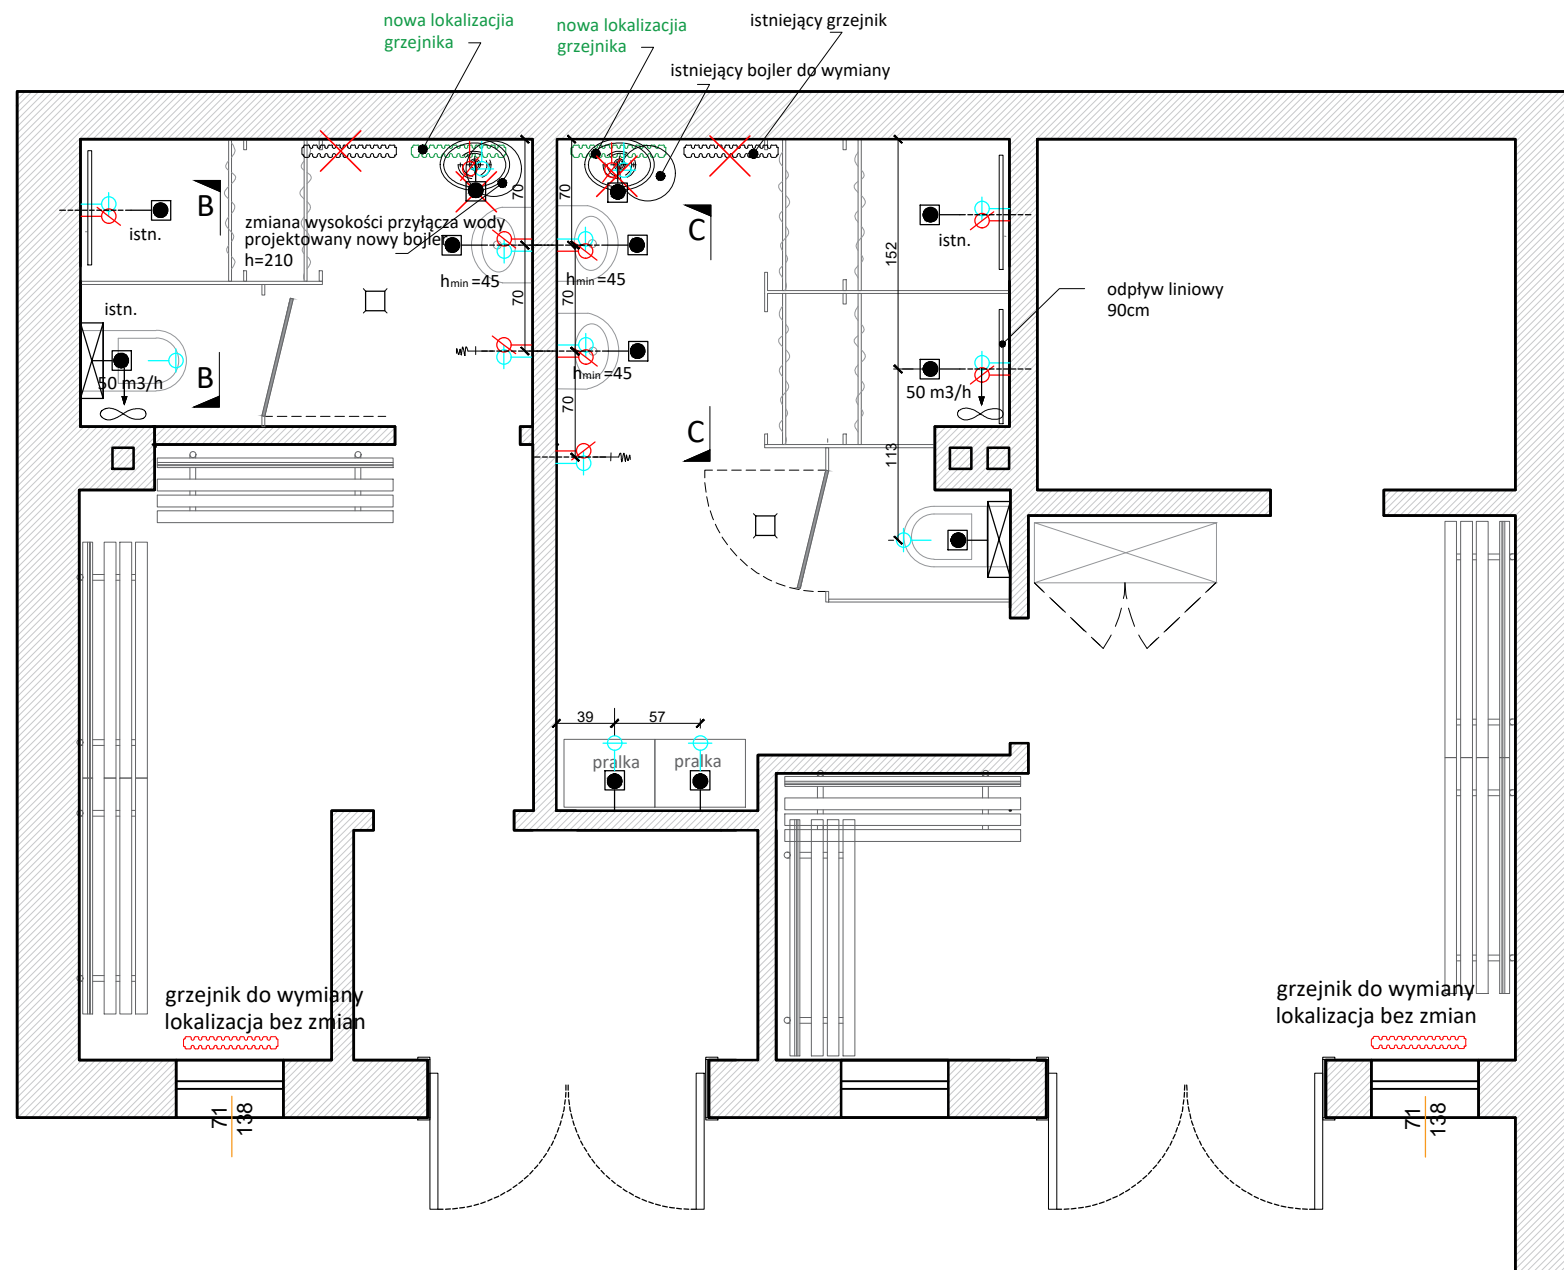 nowa lokalizacjia
grzejnika
nowa lokalizacjia
grzejnika
istniejący grzejnik
istniejący bojler do wymiany
B
istn.
zmiana wysokości przyłącza wody
projektowany nowy bojler
h=210
70
70
C
152
istn.
hmin=45
hmin=45
70
70
istn.
odpływ liniowy
90cm
50 m3/h
B
hmin=45
50 m3/h
70
C
113
39
57
pralka
pralka
grzejnik do wymiany
lokalizacja bez zmian
grzejnik do wymiany
lokalizacja bez zmian
71
138
71
138